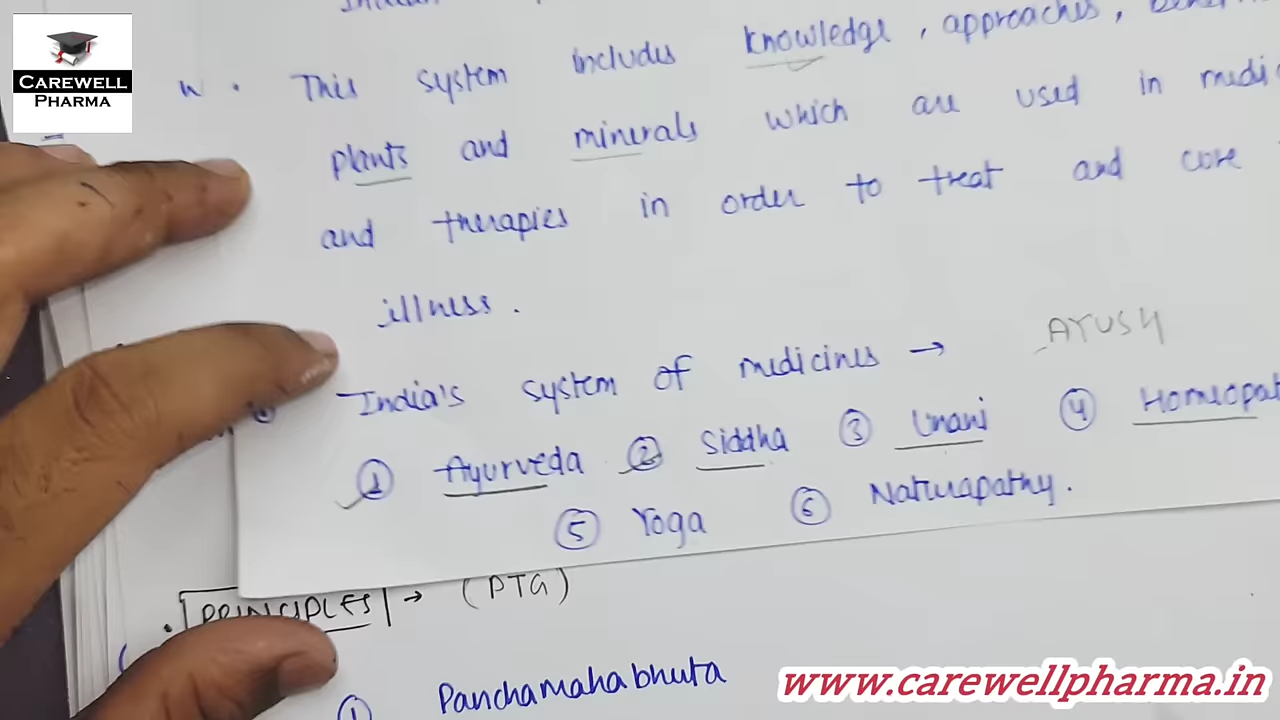 CAREWELL
PHARMA
This system includes knowledge, approaches,
plants and minerals which are used in
and therapies in order to treat and core
illness.
India's system of medicines → AYUSH
① Ayurveda ② Siddha ③ Unani ④ Homeopat
⑤ Yoga ⑥ Naturapathy.
PRINCIPLES → (PTG)
① Panchamahabhuta
www.carewellpharma.in